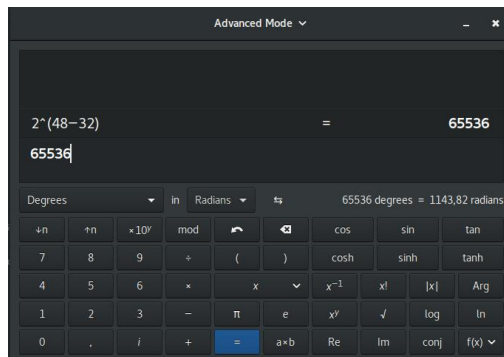 Advanced Mode
2^(48−32) = 65536
65536
Degrees in Radians ⇆ 65536 degrees = 1143,82 radians
↓n ↑n ×10ʸ mod cos sin tan
7 8 9 ÷ ( ) cosh sinh tanh
4 5 6 × x x⁻¹ x! |x| Arg
1 2 3 − π e xʸ √ log ln
0 , i + = a×b Re Im conj f(x)